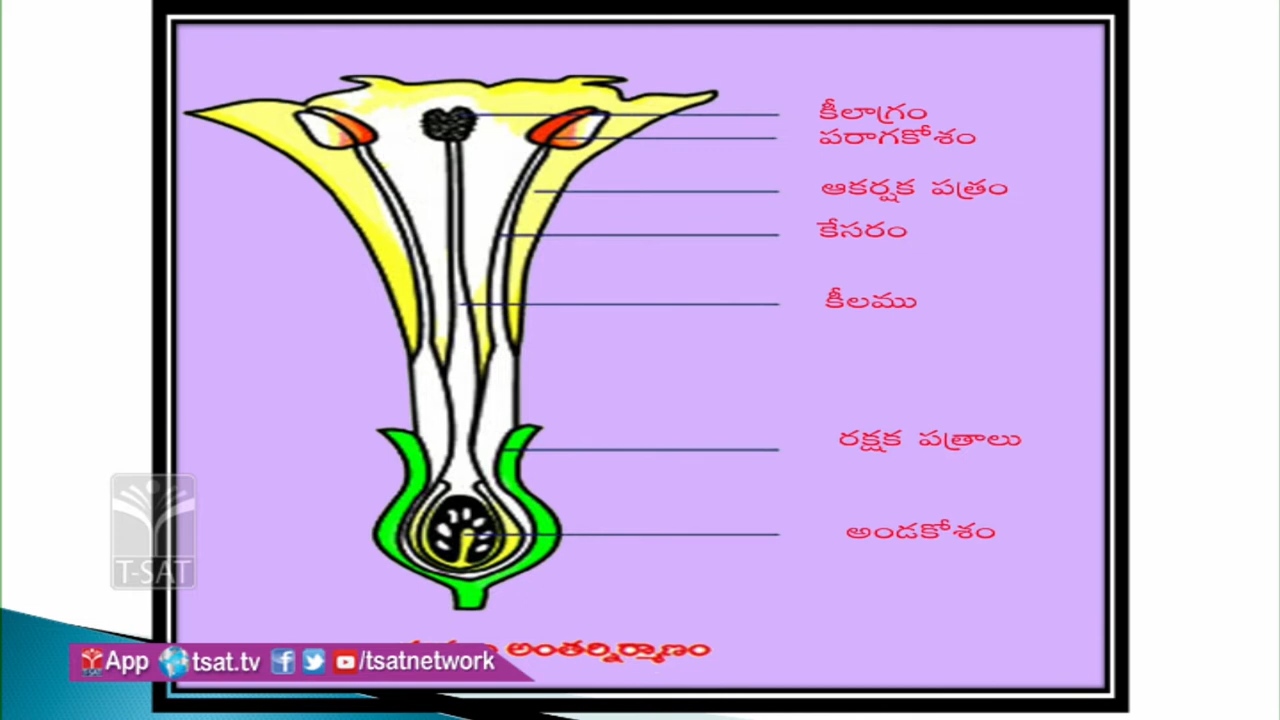 కీలాగ్రం
పరాగకోశం
ఆకర్షక పత్రం
కేసరం
కీలము
రక్షక పత్రాలు
అండకోశం
T-SAT
అంతర్నిర్మాణం
App tsat.tv /tsatnetwork